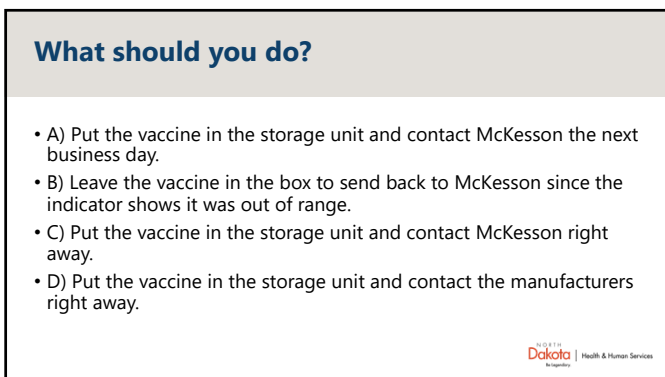 What should you do?
• A) Put the vaccine in the storage unit and contact McKesson the next
business day.
• B) Leave the vaccine in the box to send back to McKesson since the
indicator shows it was out of range.
• C) Put the vaccine in the storage unit and contact McKesson right
away.
• D) Put the vaccine in the storage unit and contact the manufacturers
right away.
NORTH
Dakota | Health & Human Services
Be Legendary.